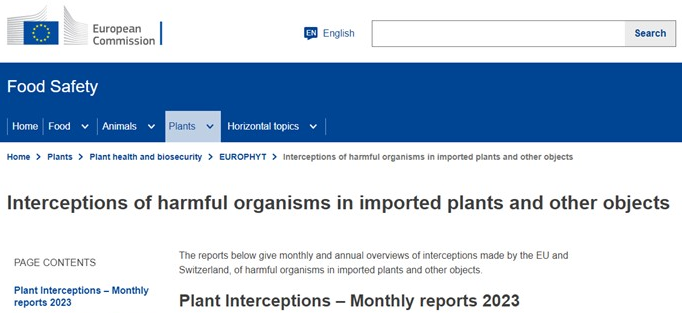 European
Commission
EN English
Search
Food Safety
Home Food Animals Plants Horizontal topics
Home > Plants > Plant health and biosecurity > EUROPHYT > Interceptions of harmful organisms in imported plants and other objects
Interceptions of harmful organisms in imported plants and other objects
PAGE CONTENTS
Plant Interceptions – Monthly
reports 2023
The reports below give monthly and annual overviews of interceptions made by the EU and
Switzerland, of harmful organisms in imported plants and other objects.
Plant Interceptions – Monthly reports 2023